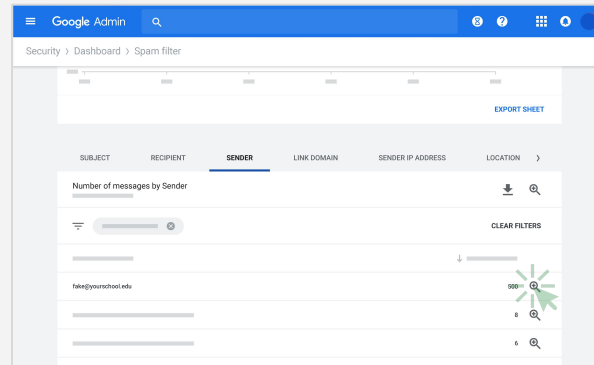 Google Admin
Security > Dashboard > Spam filter
EXPORT SHEET
SUBJECT RECIPIENT SENDER LINK DOMAIN SENDER IP ADDRESS LOCATION
Number of messages by Sender
CLEAR FILTERS
fake@yourschool.edu 500
8
6